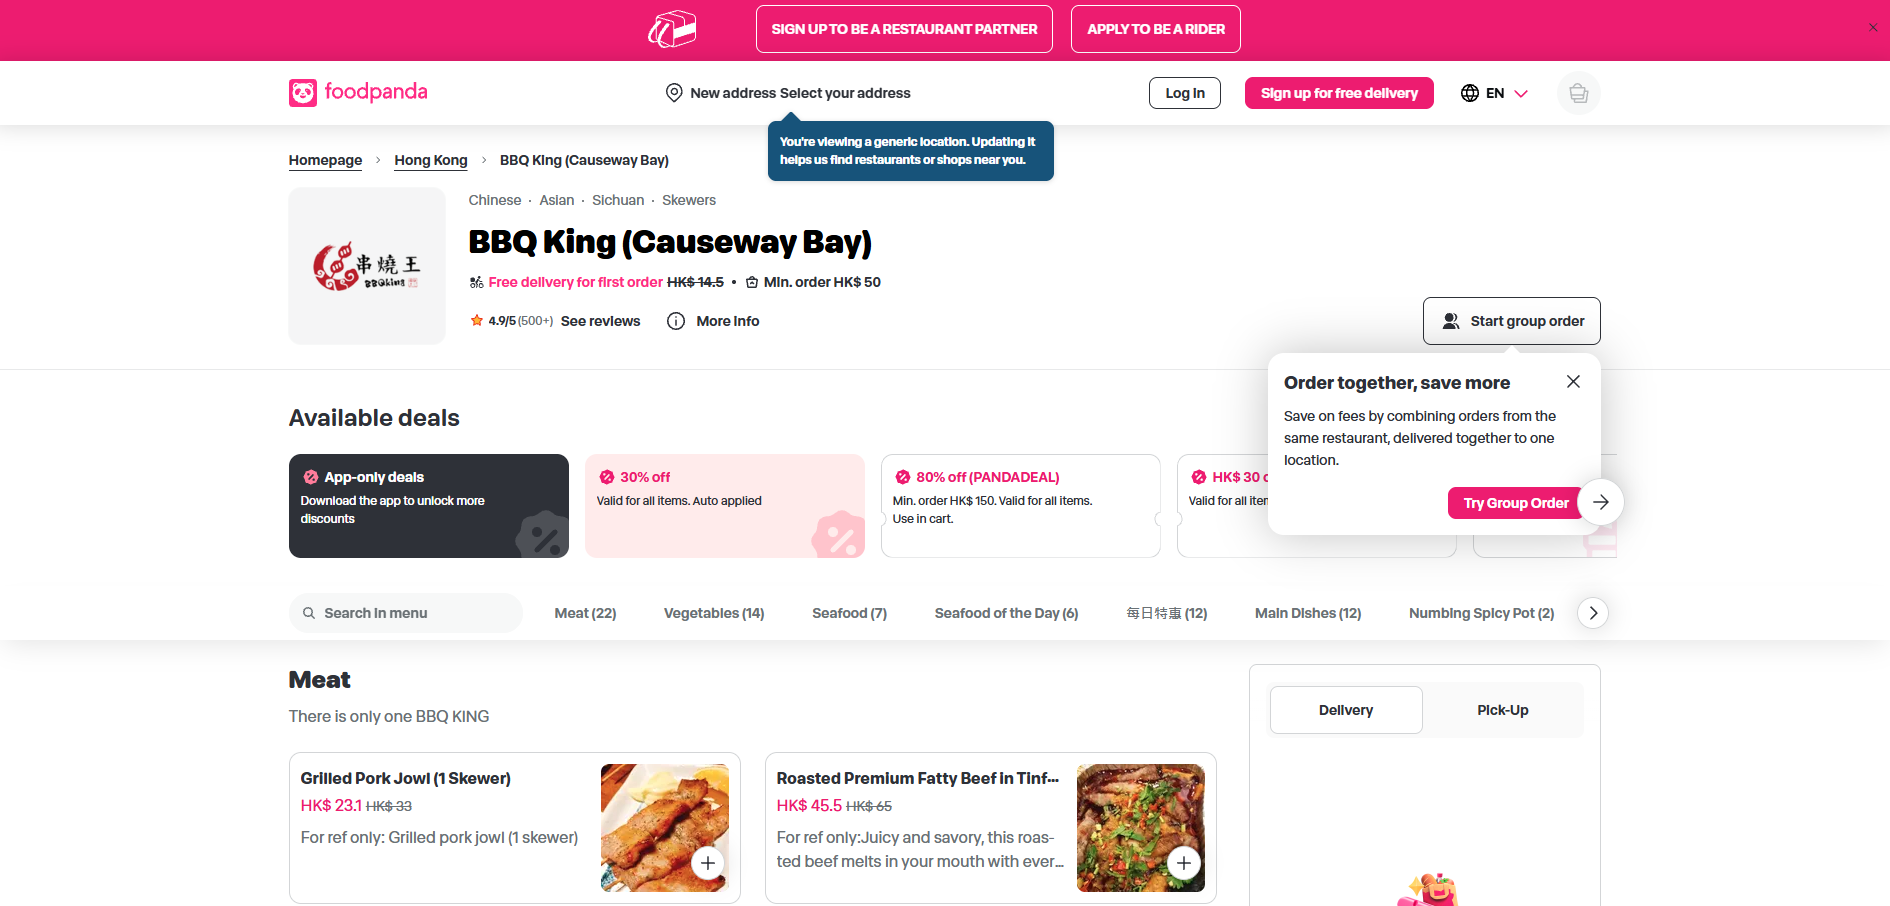 SIGN UP TO BE A RESTAURANT PARTNER
APPLY TO BE A RIDER
foodpanda
New address Select your address
Log in
Sign up for free delivery
EN
You're viewing a generic location. Updating it
helps us find restaurants or shops near you.
Homepage
Hong Kong
BBQ King (Causeway Bay)
串燒王
BBQking
Chinese · Asian · Sichuan · Skewers
BBQ King (Causeway Bay)
Free delivery for first order HK$ 14.5 • Min. order HK$ 50
4.9/5 (500+) See reviews
More info
Start group order
Order together, save more
Save on fees by combining orders from the
same restaurant, delivered together to one
location.
Try Group Order
Available deals
App-only deals
Download the app to unlock more
discounts
30% off
Valid for all items. Auto applied
80% off (PANDADEAL)
Min. order HK$ 150. Valid for all items.
Use in cart.
HK$ 30
Valid for all
Search in menu
Meat (22)
Vegetables (14)
Seafood (7)
Seafood of the Day (6)
每日特惠 (12)
Main Dishes (12)
Numbing Spicy Pot (2)
Meat
There is only one BBQ KING
Grilled Pork Jowl (1 Skewer)
HK$ 23.1 HK$ 33
For ref only: Grilled pork jowl (1 skewer)
Roasted Premium Fatty Beef in Tinf...
HK$ 45.5 HK$ 65
For ref only:Juicy and savory, this roas-
ted beef melts in your mouth with ever...
Delivery
Pick-Up